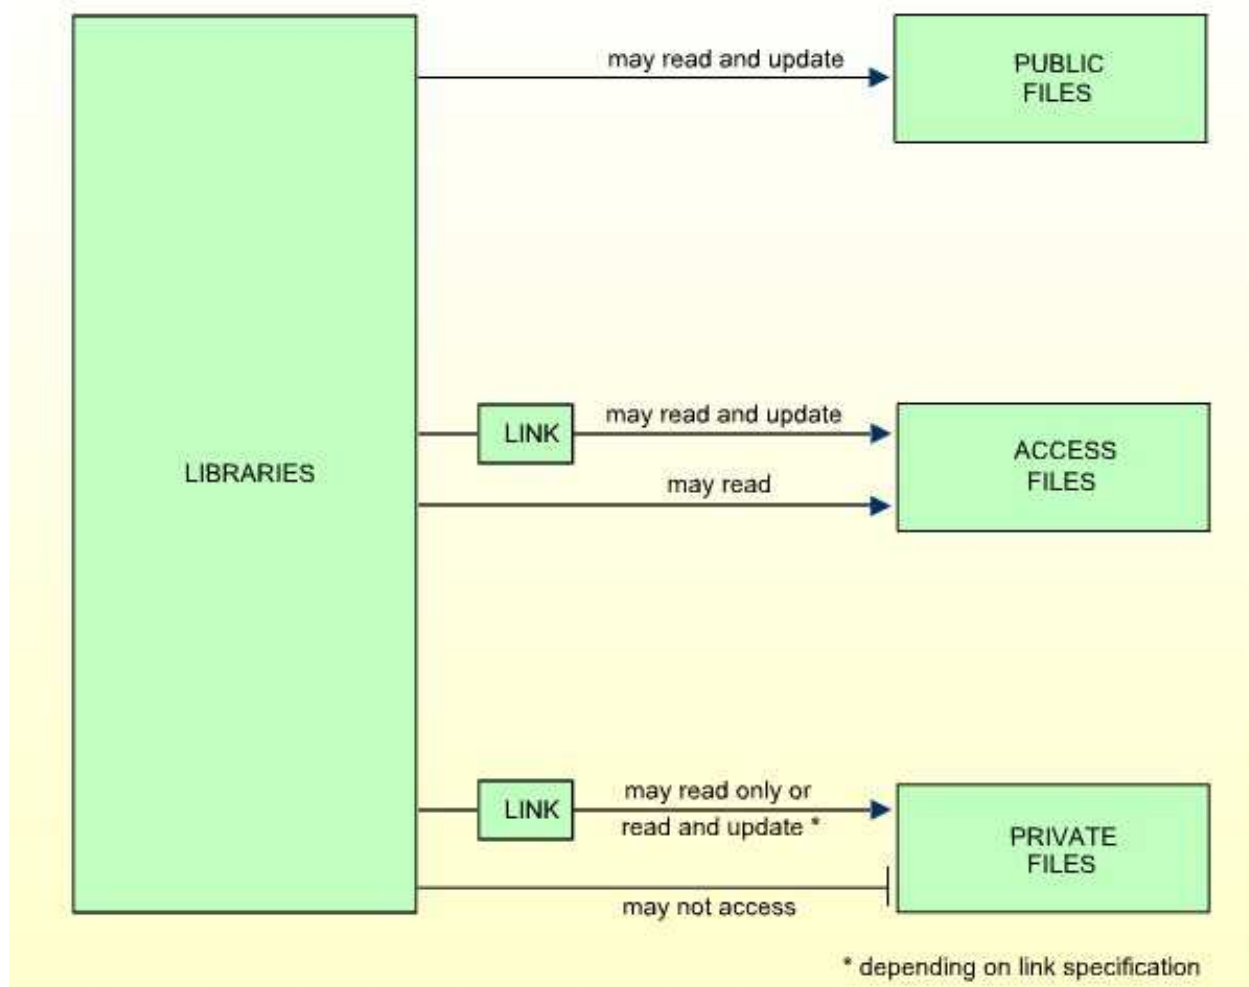 may read and update
PUBLIC
FILES
LIBRARIES
LINK
may read and update
may read
ACCESS
FILES
LINK
may read only or
read and update *
may not access
PRIVATE
FILES
* depending on link specification